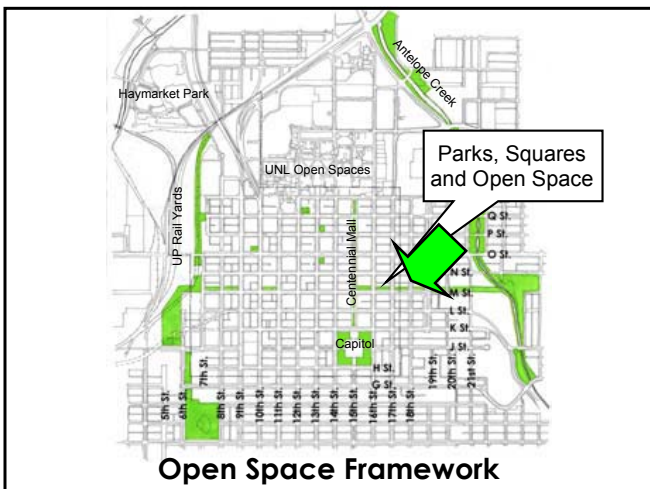 Antelope Creek
Haymarket Park
Parks, Squares
and Open Space
UNL Open Spaces
UP Rail Yards
Centennial Mall
Q St.
P St.
O St.
N St.
M St.
L St.
K St.
J St.
Capitol
H St.
G St.
5th St.
6th St.
7th St.
8th St.
9th St.
10th St.
11th St.
12th St.
13th St.
14th St.
15th St.
16th St.
17th St.
18th St.
19th St.
20th St.
21st St.
Open Space Framework